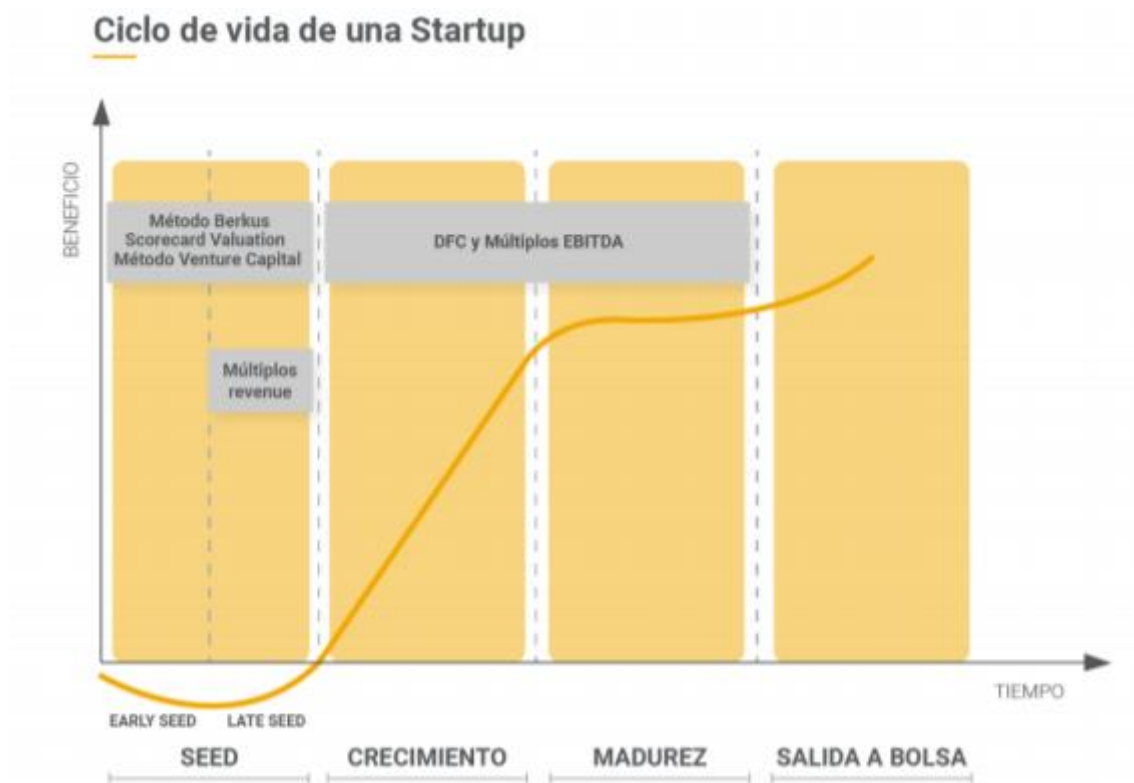 Ciclo de vida de una Startup
BENEFICIO
Método Berkus
Scorecard Valuation
Método Venture Capital
DFC y Múltiplos EBITDA
Múltiplos
revenue
TIEMPO
EARLY SEED
LATE SEED
SEED
CRECIMIENTO
MADUREZ
SALIDA A BOLSA